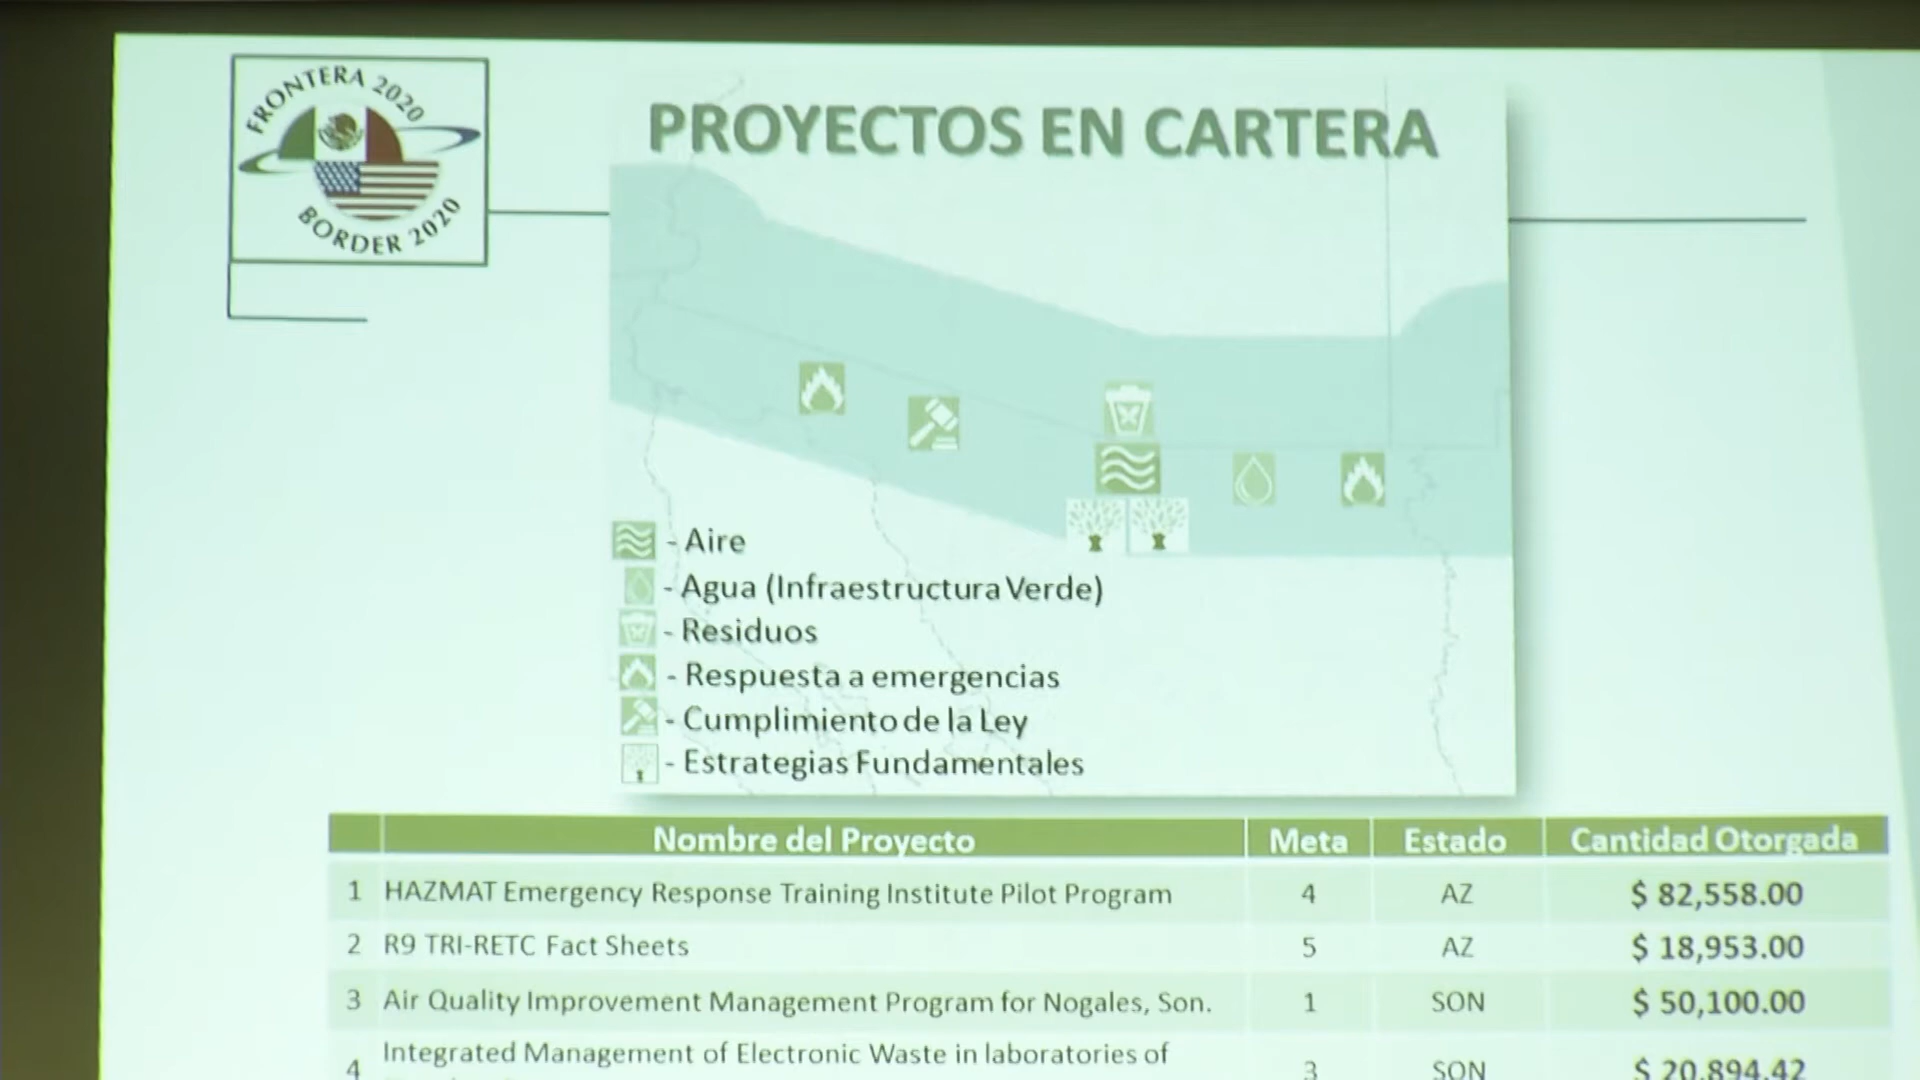 FRONTERA 2020
BORDER 2020
PROYECTOS EN CARTERA
- Aire
- Agua (Infraestructura Verde)
- Residuos
- Respuesta a emergencias
- Cumplimiento de la Ley
- Estrategias Fundamentales
Nombre del Proyecto Meta Estado Cantidad Otorgada
1 HAZMAT Emergency Response Training Institute Pilot Program 4 AZ $ 82,558.00
2 R9 TRI-RETC Fact Sheets 5 AZ $ 18,953.00
3 Air Quality Improvement Management Program for Nogales, Son. 1 SON $ 50,100.00
4 Integrated Management of Electronic Waste in laboratories of 3 SON $ 20,894.42